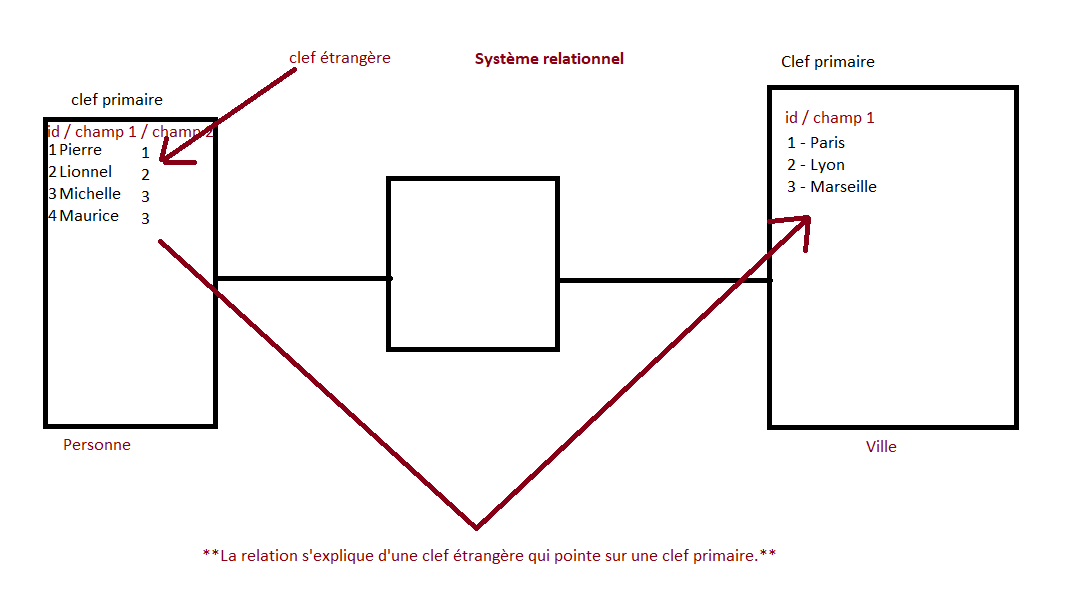 clef étrangère
Système relationnel
Clef primaire
clef primaire
id / champ 1 / champ 2
1 Pierre 1
2 Lionnel 2
3 Michelle 3
4 Maurice 3
id / champ 1
1 - Paris
2 - Lyon
3 - Marseille
Personne
Ville
**La relation s'explique d'une clef étrangère qui pointe sur une clef primaire.**